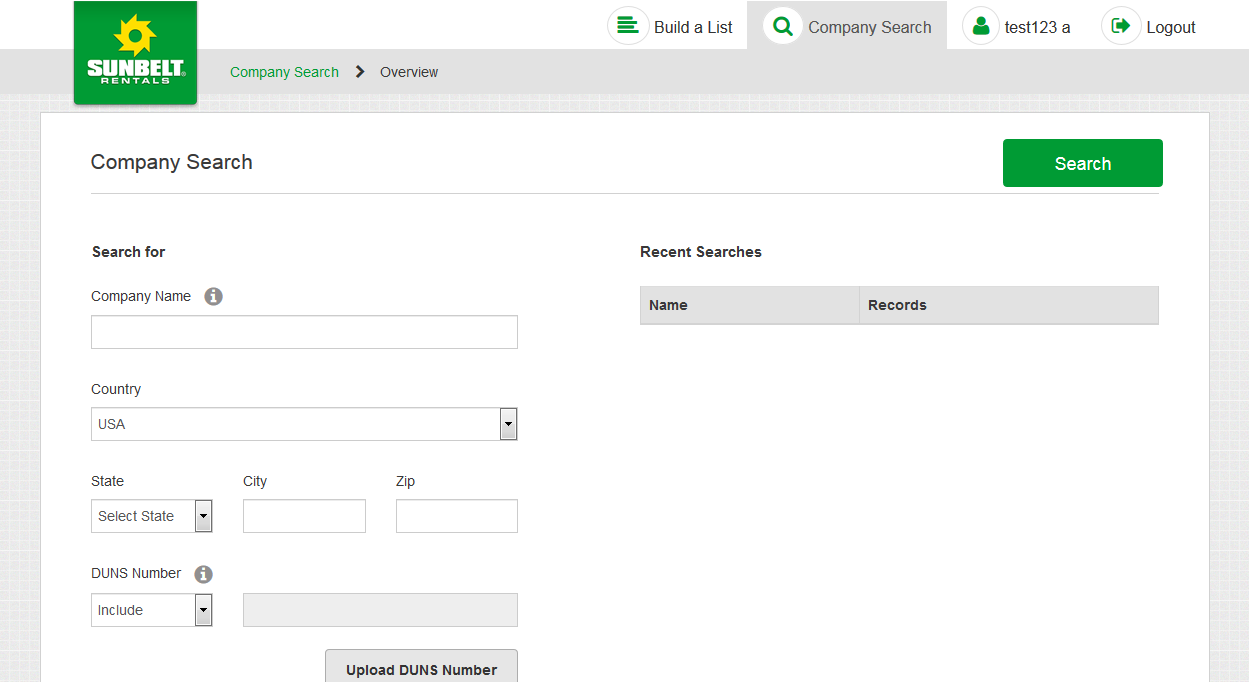 Build a List
Company Search
test123 a
Logout
SUNBELT®
RENTALS
Company Search
Overview
Company Search
Search
Search for
Recent Searches
Company Name
Name
Records
Country
USA
State
City
Zip
Select State
DUNS Number
Include
Upload DUNS Number